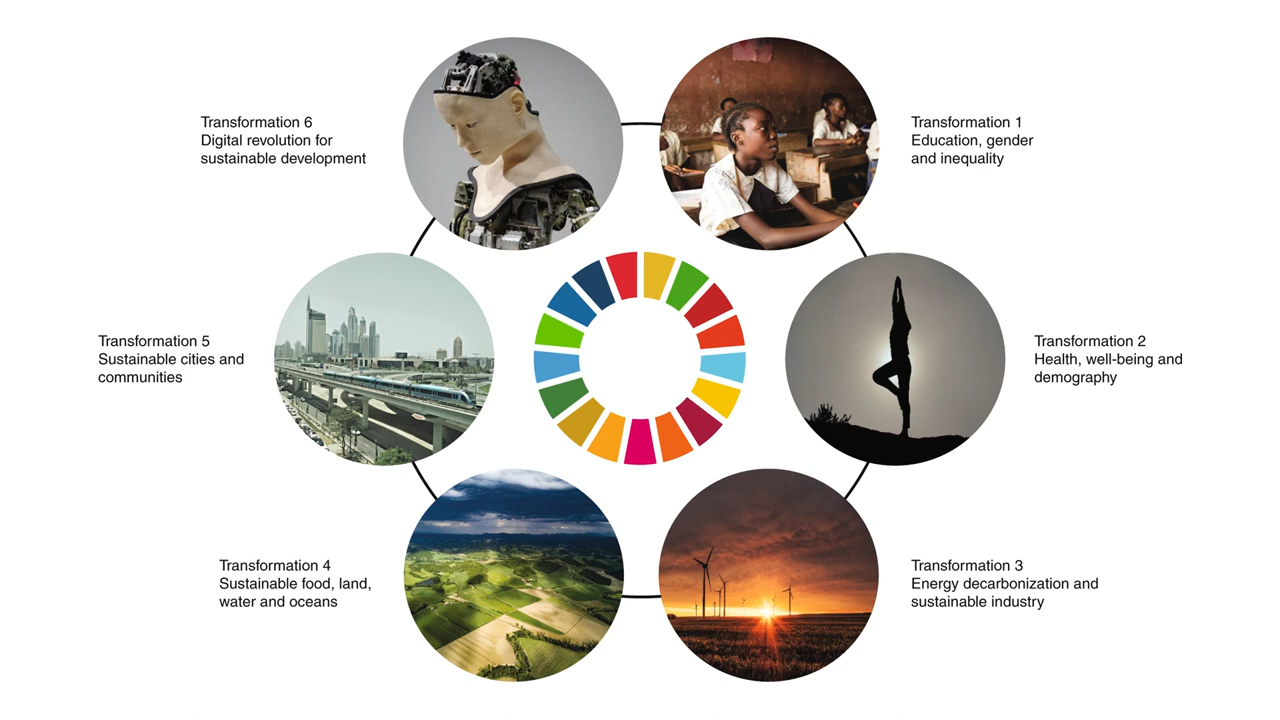 Transformation 6
Digital revolution for
sustainable development
Transformation 1
Education, gender
and inequality
Transformation 5
Sustainable cities and
communities
Transformation 2
Health, well-being and
demography
Transformation 4
Sustainable food, land,
water and oceans
Transformation 3
Energy decarbonization and
sustainable industry